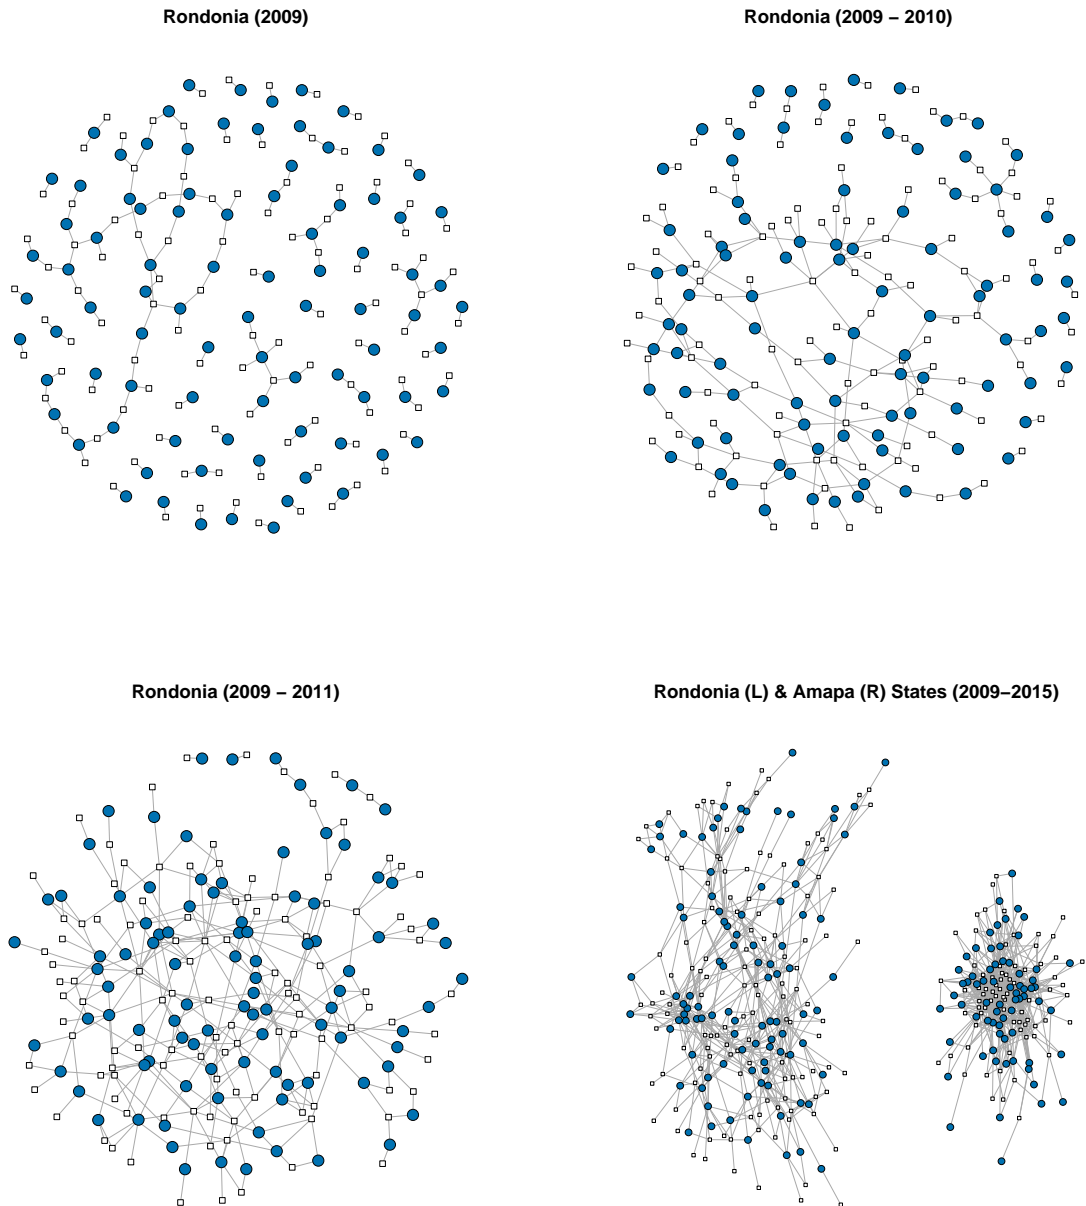 Rondonia (2009)
Rondonia (2009 − 2010)
Rondonia (2009 − 2011)
Rondonia (L) & Amapa (R) States (2009−2015)